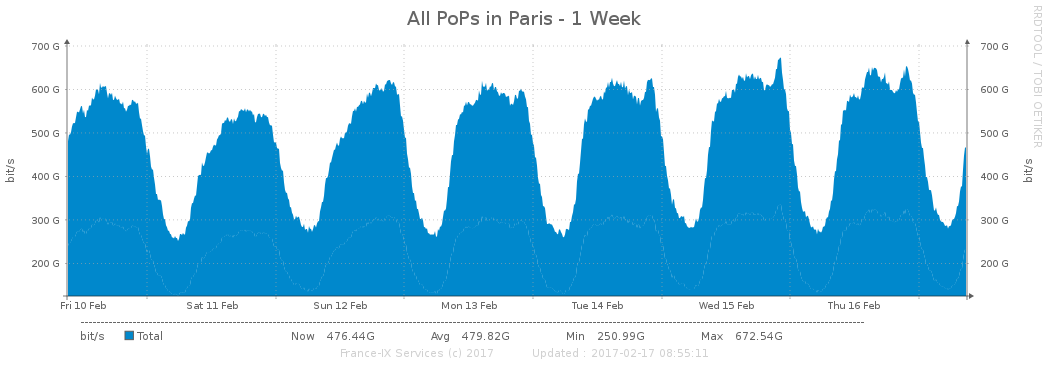 All PoPs in Paris - 1 Week
RRDTOOL / TOBI OETIKER
700 G 700 G
600 G 600 G
500 G 500 G
400 G 400 G
300 G 300 G
200 G 200 G
bit/s
bit/s
Fri 10 Feb Sat 11 Feb Sun 12 Feb Mon 13 Feb Tue 14 Feb Wed 15 Feb Thu 16 Feb
bit/s Total Now 476.44G Avg 479.82G Min 250.99G Max 672.54G
France-IX Services (c) 2017 Updated : 2017-02-17 08:55:11